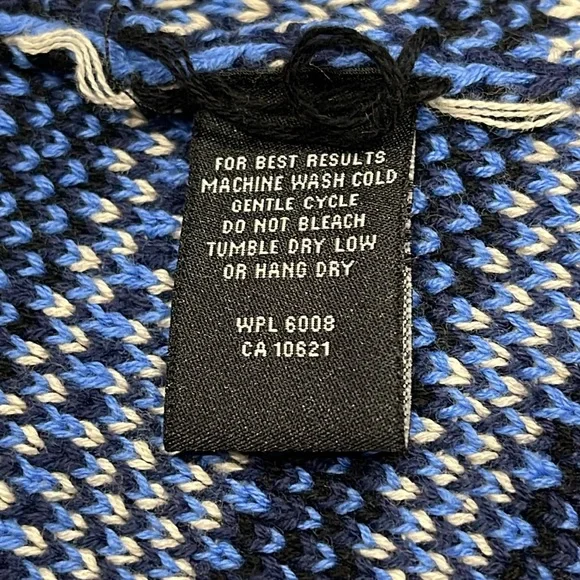 FOR BEST RESULTS
MACHINE WASH COLD
GENTLE CYCLE
DO NOT BLEACH
TUMBLE DRY LOW
OR HANG DRY
WPL 6008
CA 10621